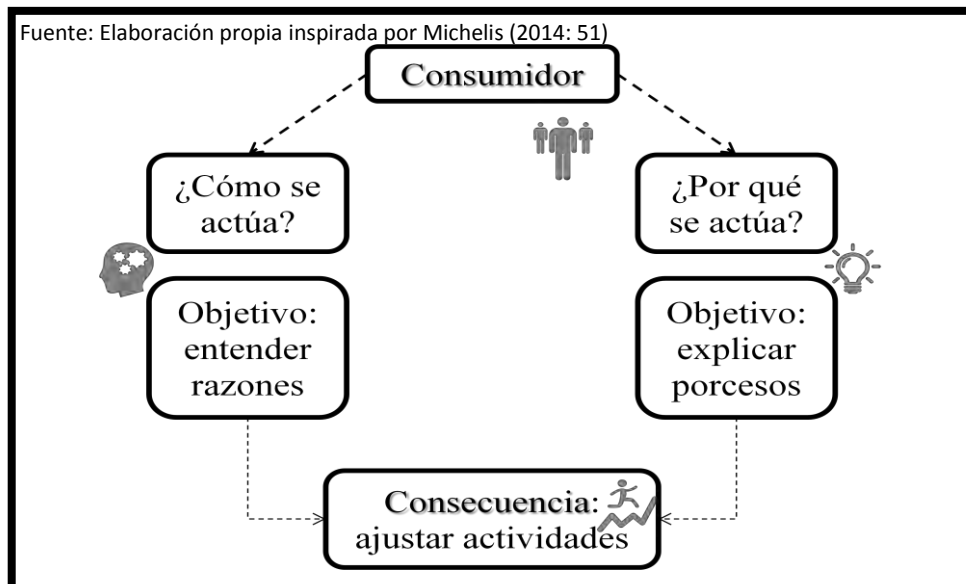 Fuente: Elaboración propia inspirada por Michelis (2014: 51)
Consumidor
¿Cómo se
actúa?
¿Por qué
se actúa?
Objetivo:
entender
razones
Objetivo:
explicar
porcesos
Consecuencia:
ajustar actividades